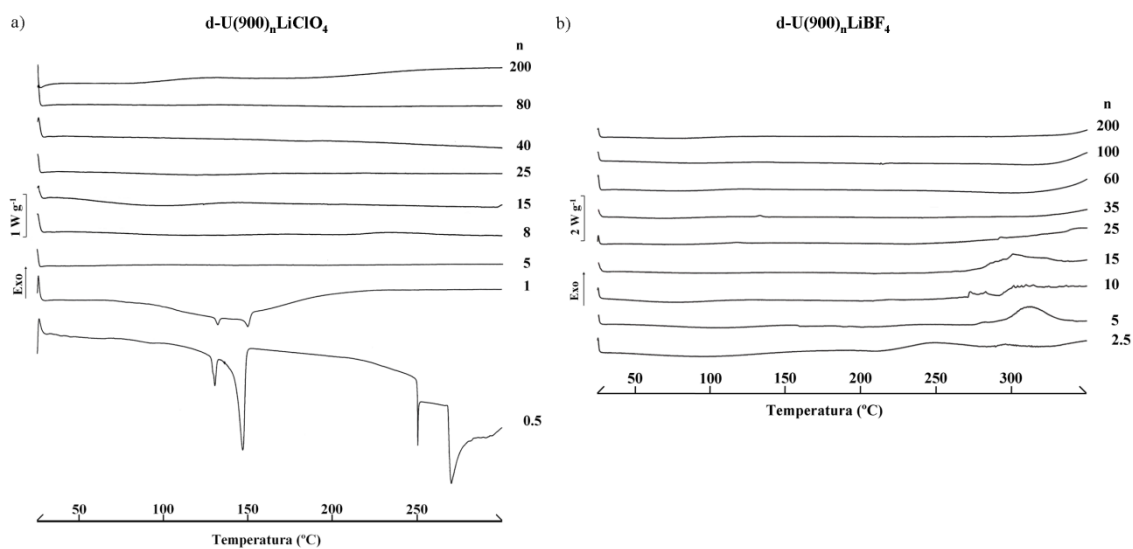 a)
d-U(900)ₙLiClO₄
n
200
80
40
25
15
8
5
1
0.5
1 W g⁻¹
Exo
50 100 150 200 250
Temperatura (ºC)
b)
d-U(900)ₙLiBF₄
n
200
100
60
35
25
15
10
5
2.5
2 W g⁻¹
Exo
50 100 150 200 250 300
Temperatura (ºC)